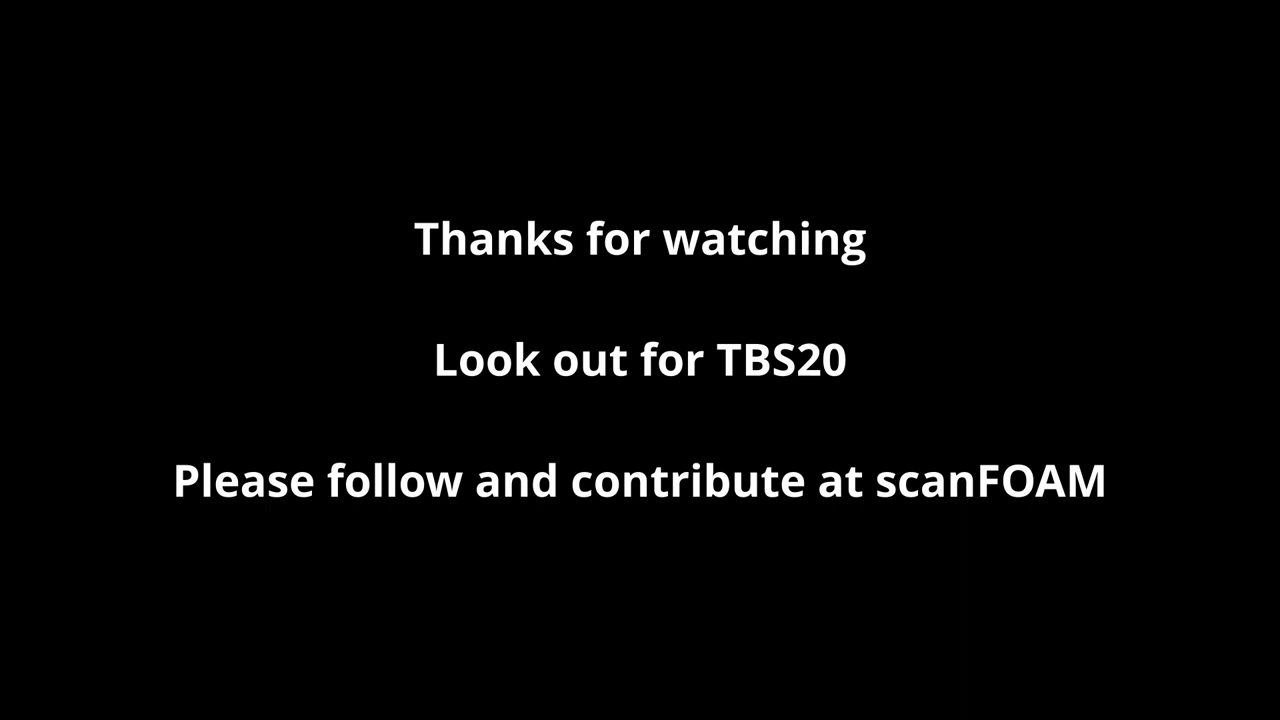 Thanks for watching
Look out for TBS20
Please follow and contribute at scanFOAM